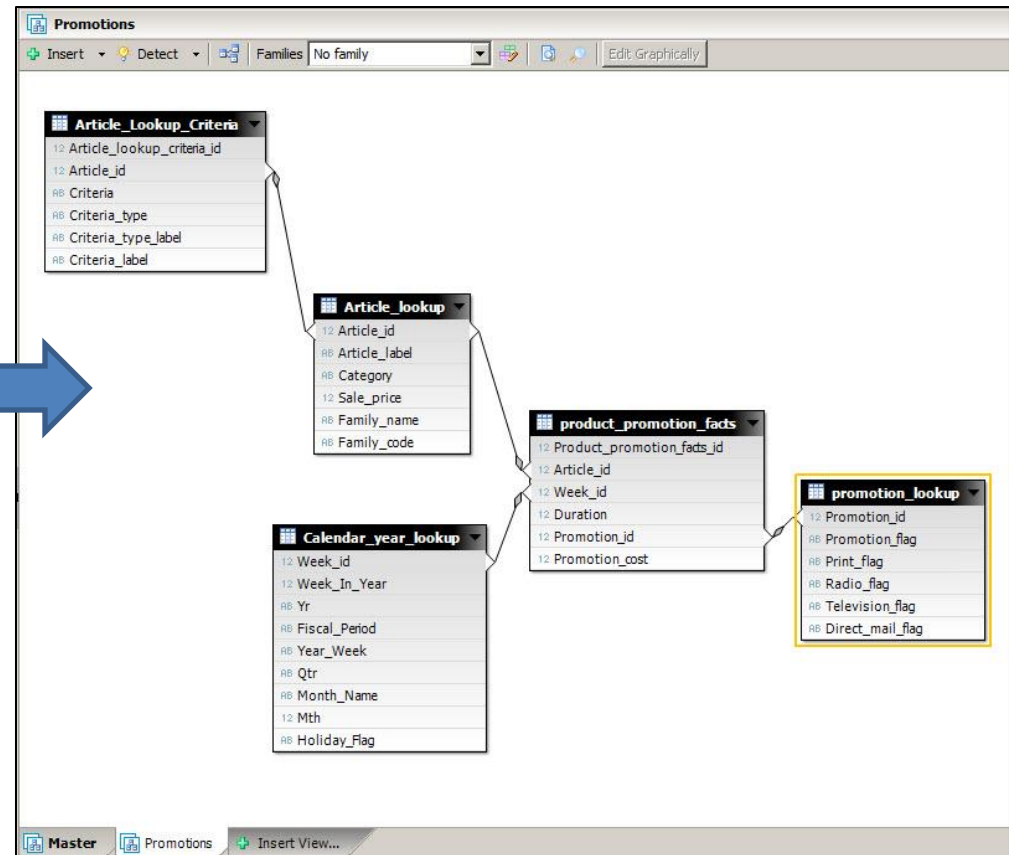 Promotions
Insert Detect Families No family Edit Graphically
Article_Lookup_Criteria
12 Article_lookup_criteria_id
12 Article_id
AB Criteria
AB Criteria_type
AB Criteria_type_label
AB Criteria_label
Article_lookup
12 Article_id
AB Article_label
AB Category
12 Sale_price
AB Family_name
AB Family_code
product_promotion_facts
12 Product_promotion_facts_id
12 Article_id
12 Week_id
12 Duration
12 Promotion_id
12 Promotion_cost
promotion_lookup
12 Promotion_id
AB Promotion_flag
AB Print_flag
AB Radio_flag
AB Television_flag
AB Direct_mail_flag
Calendar_year_lookup
12 Week_id
12 Week_In_Year
AB Yr
AB Fiscal_Period
AB Year_Week
AB Qtr
AB Month_Name
12 Mth
AB Holiday_Flag
Master Promotions Insert View...